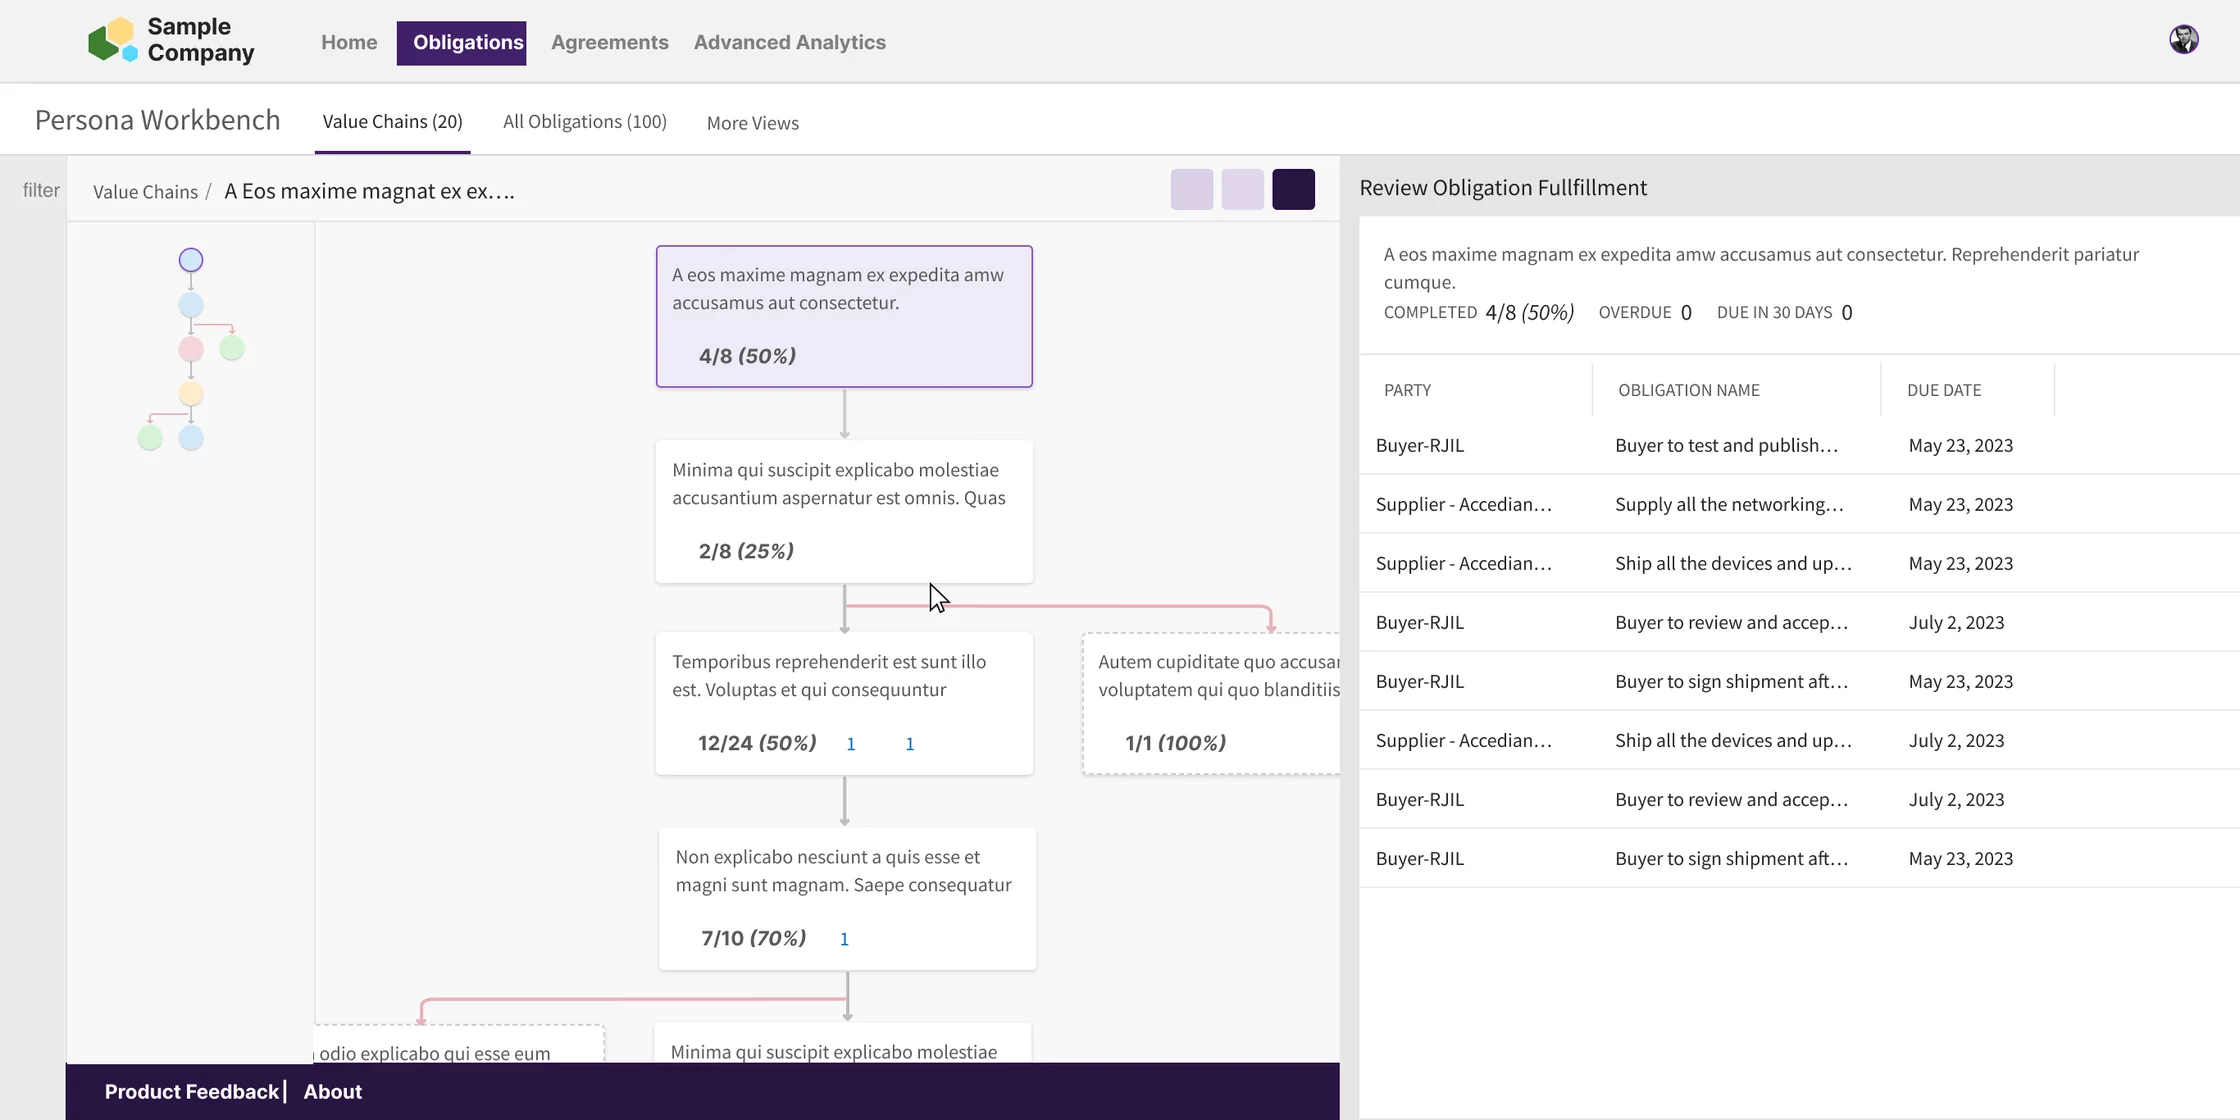 Sample
Company
Home
Obligations
Agreements
Advanced Analytics
Persona Workbench
Value Chains (20)
All Obligations (100)
More Views
filter
Value Chains / A Eos maxime magnat ex ex….
A eos maxime magnam ex expedita amw
accusamus aut consectetur.
4/8 (50%)
Minima qui suscipit explicabo molestiae
accusantium aspernatur est omnis. Quas
2/8 (25%)
Temporibus reprehenderit est sunt illo
est. Voluptas et qui consequuntur
12/24 (50%) 1 1
Autem cupiditate quo
voluptatem qui quo blanditiis
1/1 (100%)
Non explicabo nesciunt a quis esse et
magni sunt magnam. Saepe consequatur
7/10 (70%) 1
odio explicabo qui esse eum
Minima qui suscipit explicabo molestiae
Product Feedback| About
Review Obligation Fullfillment
A eos maxime magnam ex expedita amw accusamus aut consectetur. Reprehenderit pariatur
cumque.
COMPLETED 4/8 (50%) OVERDUE 0 DUE IN 30 DAYS 0
PARTY OBLIGATION NAME DUE DATE
Buyer-RJIL Buyer to test and publish… May 23, 2023
Supplier - Accedian… Supply all the networking… May 23, 2023
Supplier - Accedian… Ship all the devices and up… May 23, 2023
Buyer-RJIL Buyer to review and accep… July 2, 2023
Buyer-RJIL Buyer to sign shipment aft… May 23, 2023
Supplier - Accedian… Ship all the devices and up… July 2, 2023
Buyer-RJIL Buyer to review and accep… July 2, 2023
Buyer-RJIL Buyer to sign shipment aft… May 23, 2023